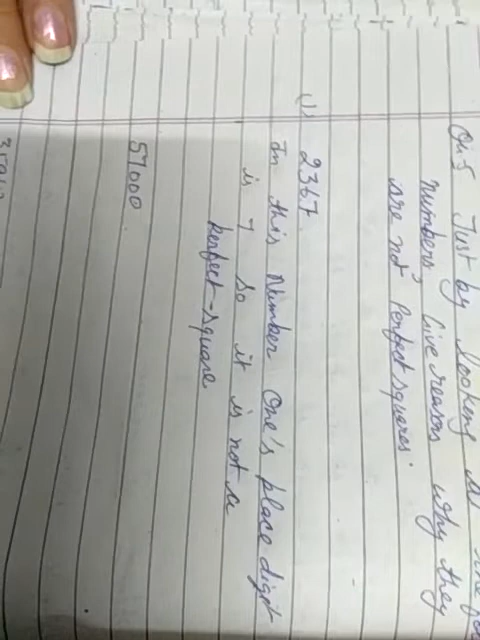 Qn.5 Just by looking at the
numbers, Give reason why they
are not Perfect squares.
(i) 2367
In this Number One's place digit
is 7 so it is not a
perfect-square
57000